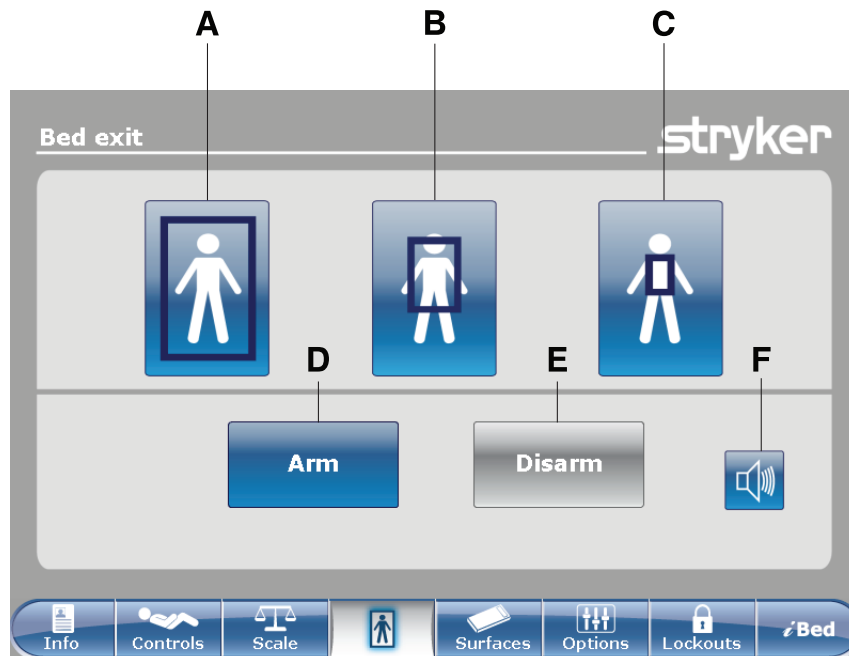 A B C
Bed exit stryker
D E F
Arm Disarm
Info Controls Scale Surfaces Options Lockouts iBed